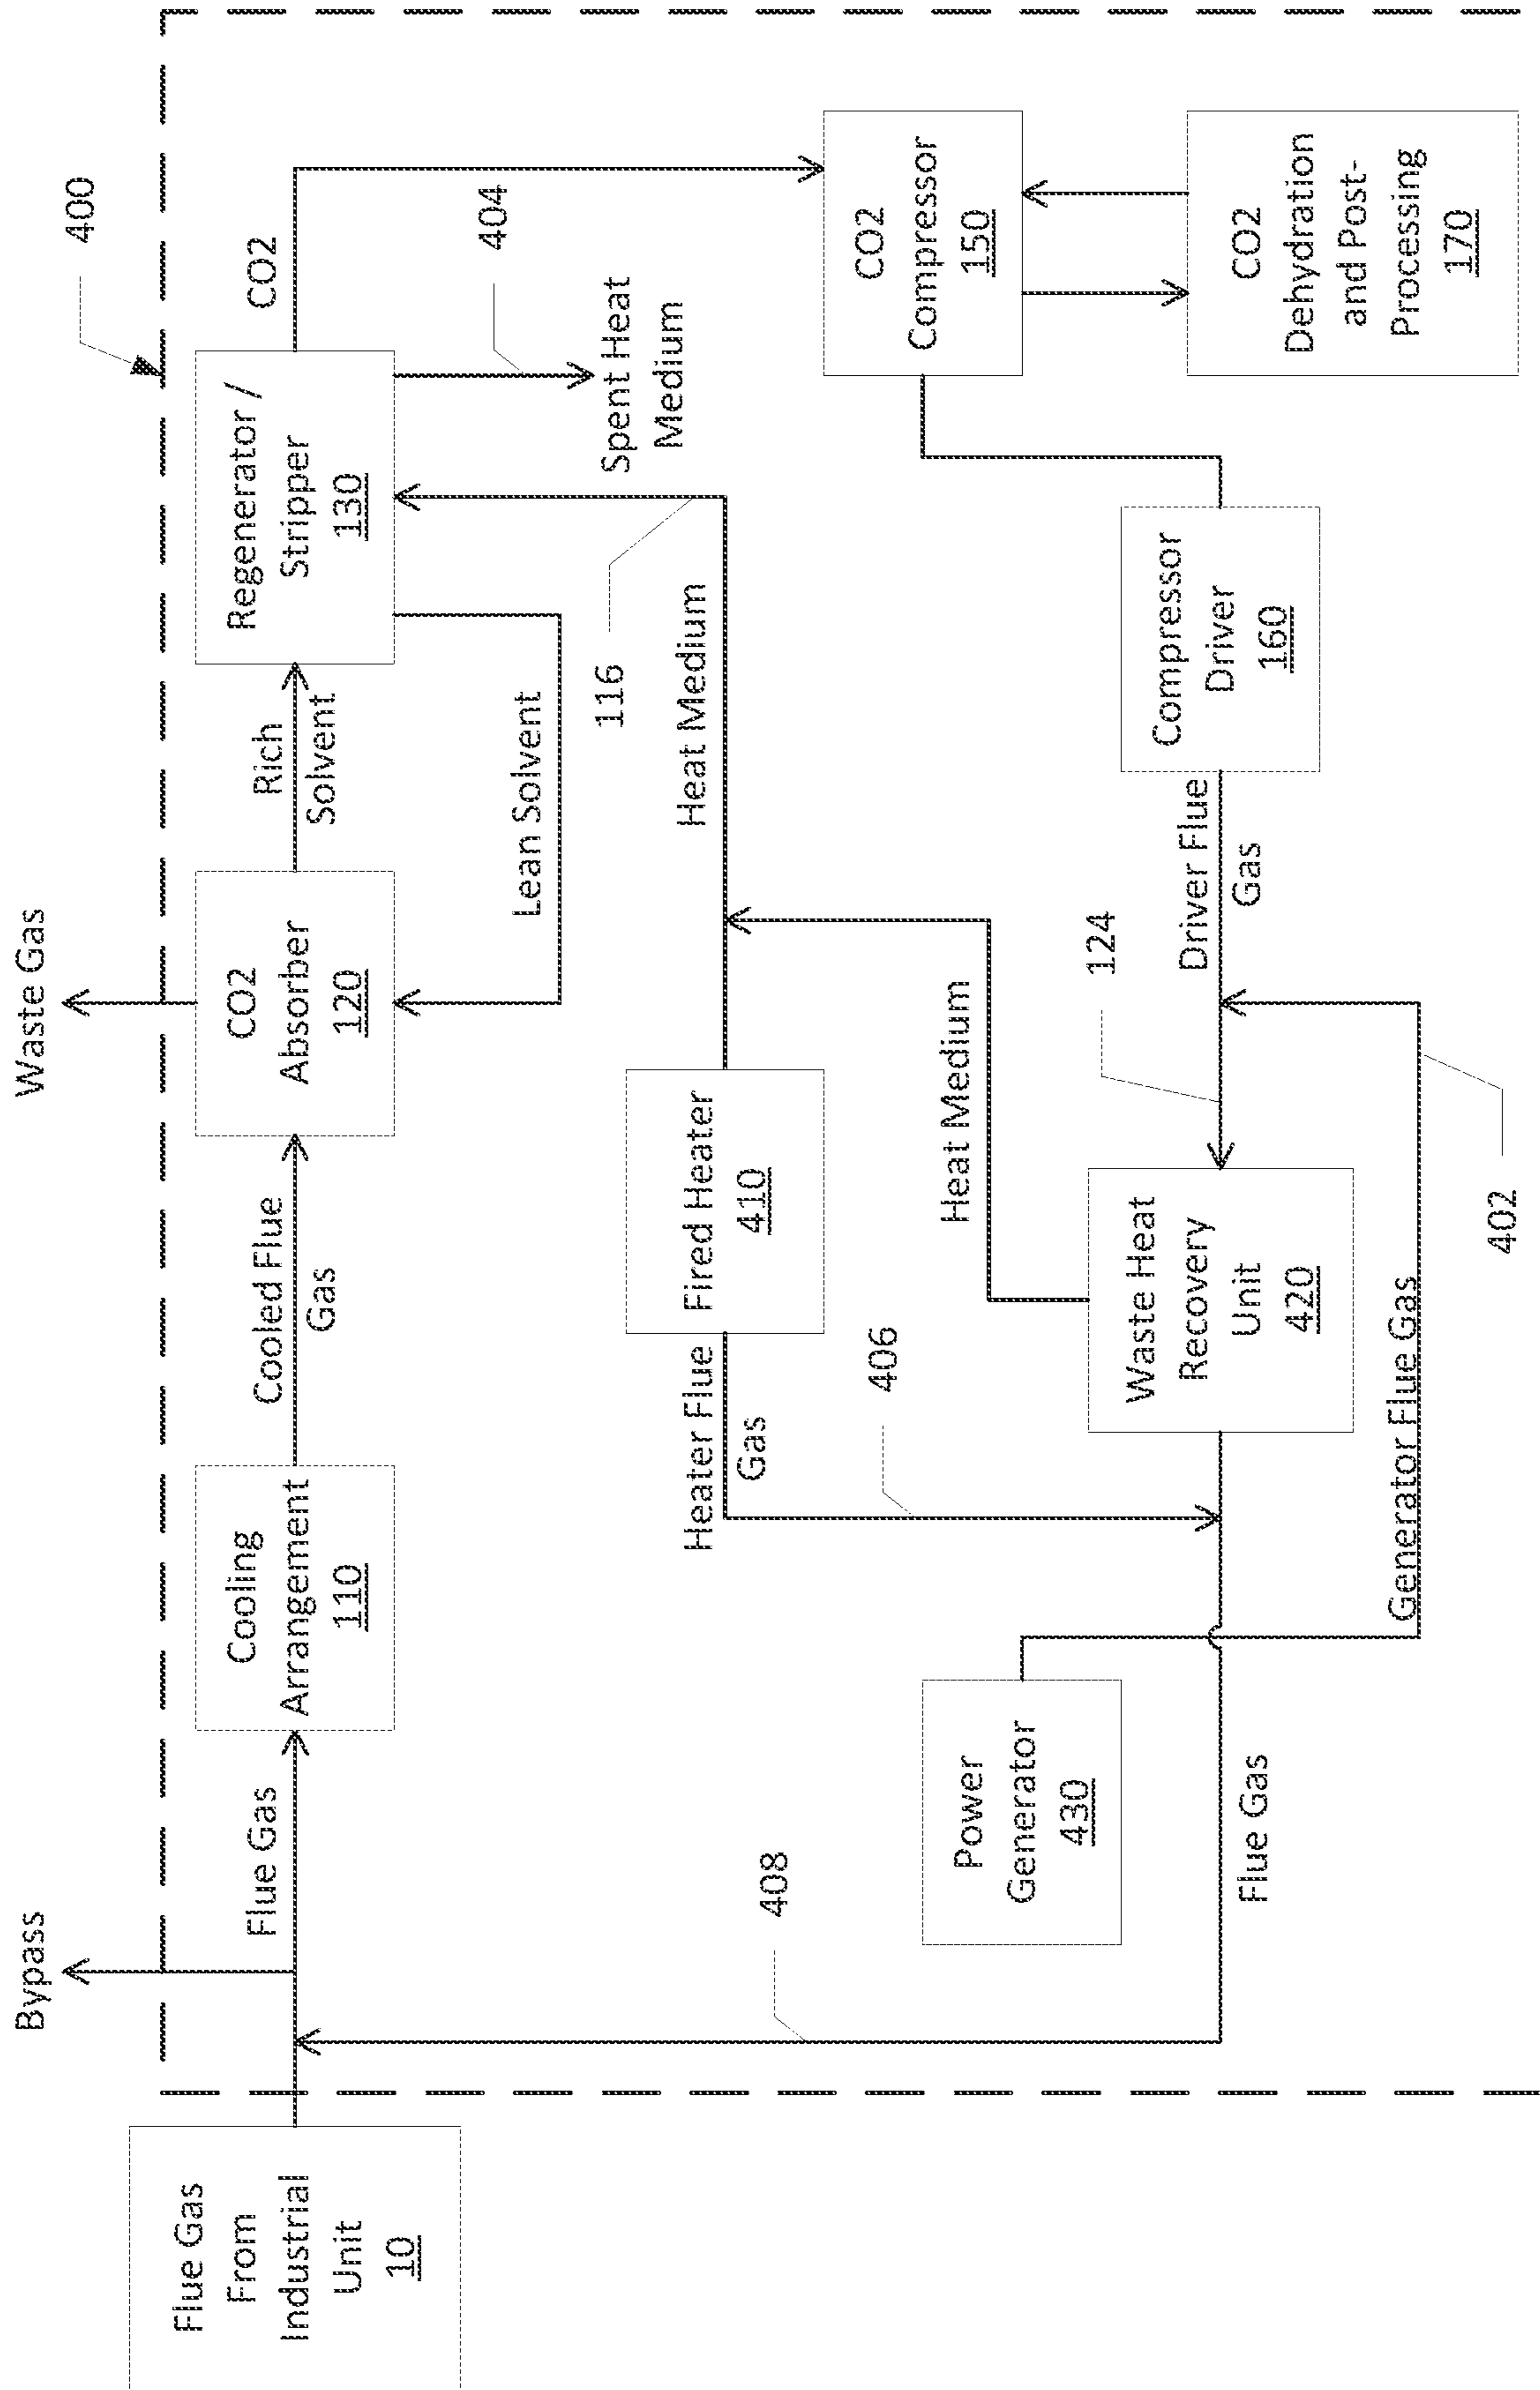 Bypass
Waste Gas
400
Flue Gas
From
Industrial
Unit
10
Flue Gas
Cooling
Arrangement
110
Cooled Flue
Gas
CO2
Absorber
120
Rich
Solvent
Regenerator /
Stripper
130
CO2
404
Lean Solvent
Spent Heat
Medium
116
Heater Flue
Gas
Fired Heater
410
Heat Medium
408
406
Heat Medium
CO2
Compressor
150
Power
Generator
430
124
Waste Heat
Recovery
Unit
420
Driver Flue
Gas
Compressor
Driver
160
CO2
Dehydration
and Post-
Processing
170
Flue Gas
Generator Flue Gas
402